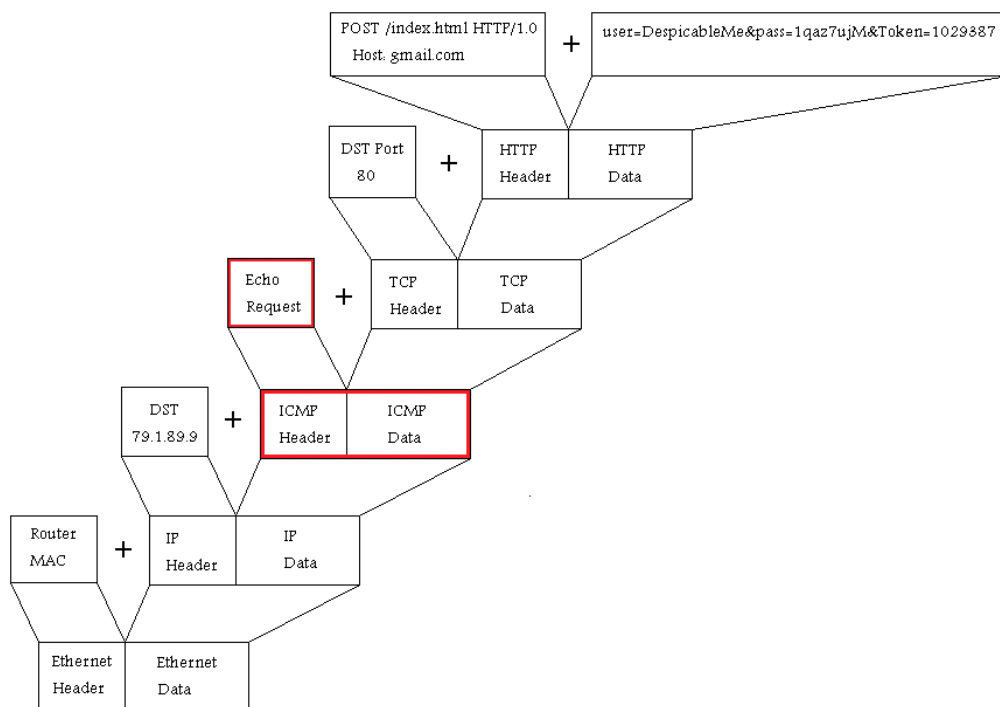 POST /index.html HTTP/1.0
Host: gmail.com
+
user=DespicableMe&pass=1qaz7ujM&Token=1029387
DST Port
80
+
HTTP
Header
HTTP
Data
Echo
Request
+
TCP
Header
TCP
Data
DST
79.1.89.9
+
ICMP
Header
ICMP
Data
Router
MAC
+
IP
Header
IP
Data
Ethernet
Header
Ethernet
Data